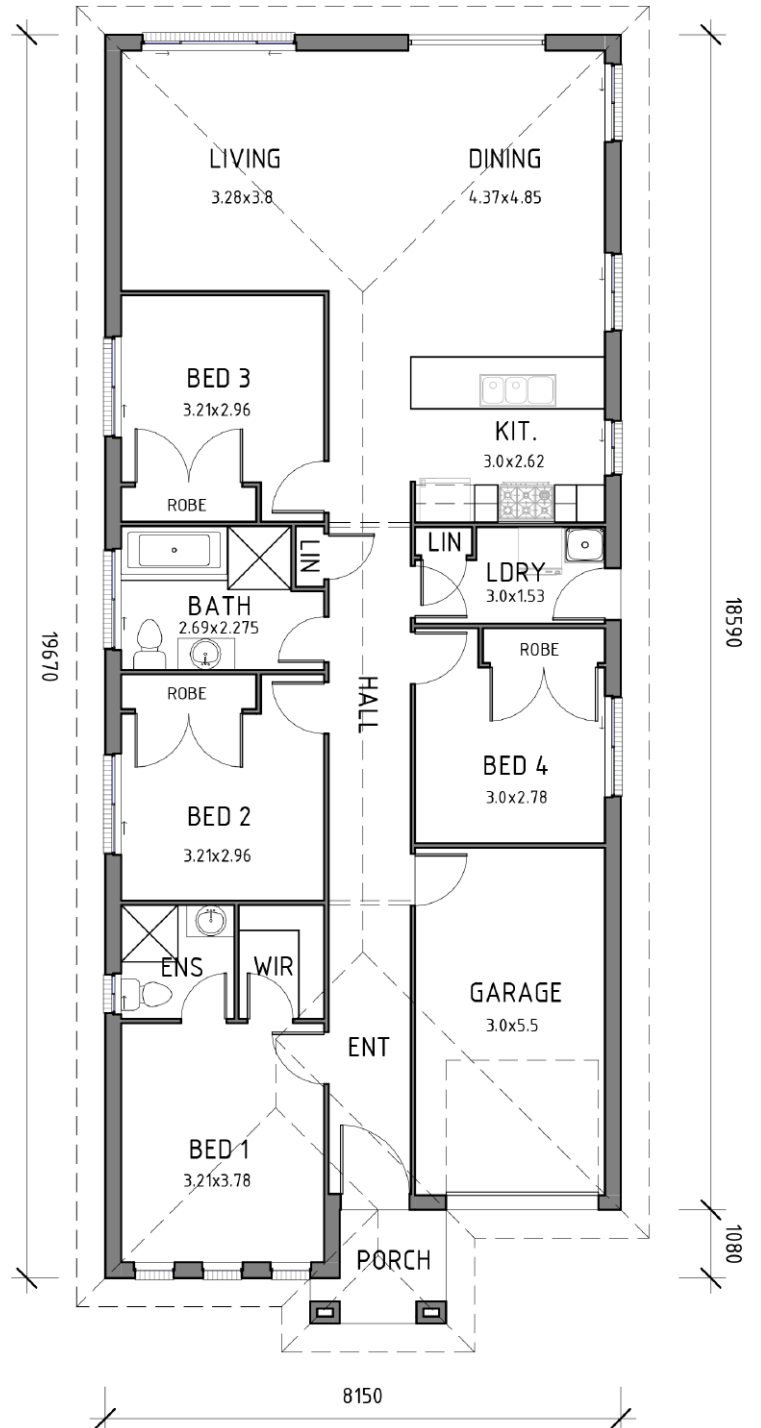 LIVING
3.28x3.8
DINING
4.37x4.85
BED 3
3.21x2.96
ROBE
KIT.
3.0x2.62
LIN
LIN
LDRY
3.0x1.53
BATH
2.69x2.275
ROBE
ROBE
HALL
BED 4
3.0x2.78
BED 2
3.21x2.96
ENS
WIR
GARAGE
3.0x5.5
ENT
BED 1
3.21x3.78
PORCH
19670
18590
1080
8150